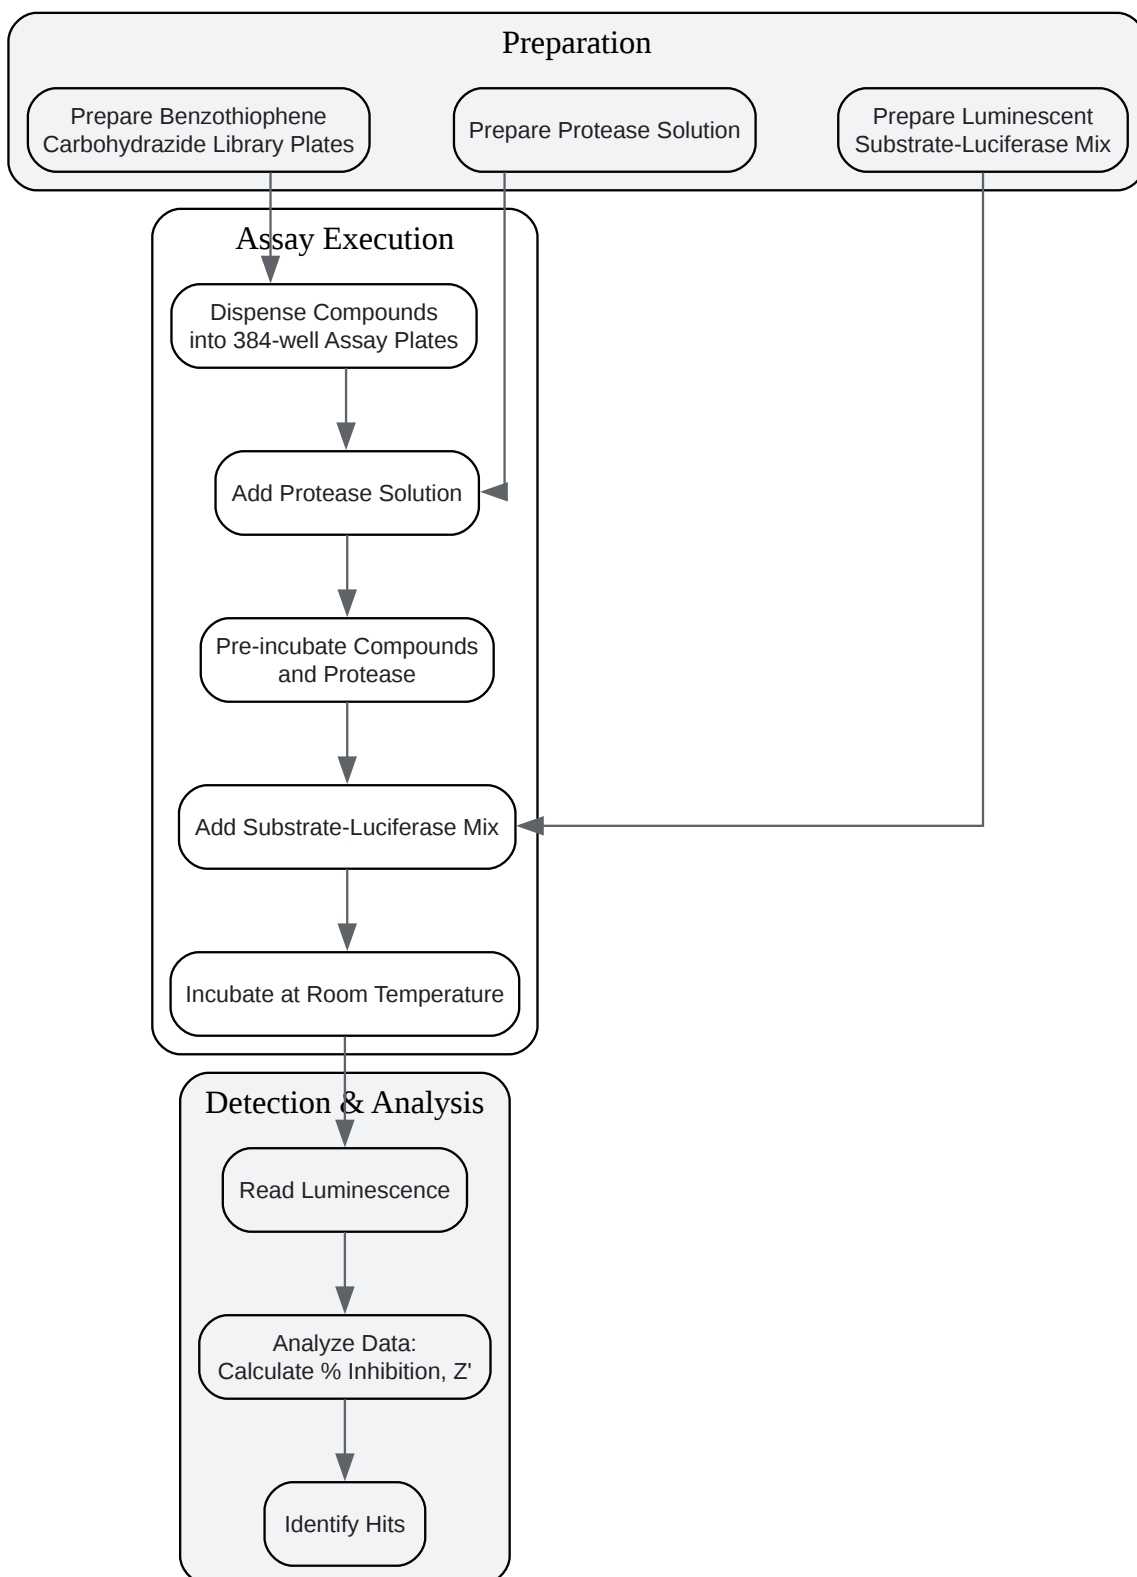 Preparation
Prepare Benzothiophene
Carbohydrazide Library Plates
Prepare Protease Solution
Prepare Luminescent
Substrate-Luciferase Mix
Assay Execution
Dispense Compounds
into 384-well Assay Plates
Add Protease Solution
Pre-incubate Compounds
and Protease
Add Substrate-Luciferase Mix
Incubate at Room Temperature
Detection & Analysis
Read Luminescence
Analyze Data:
Calculate % Inhibition, Z'
Identify Hits